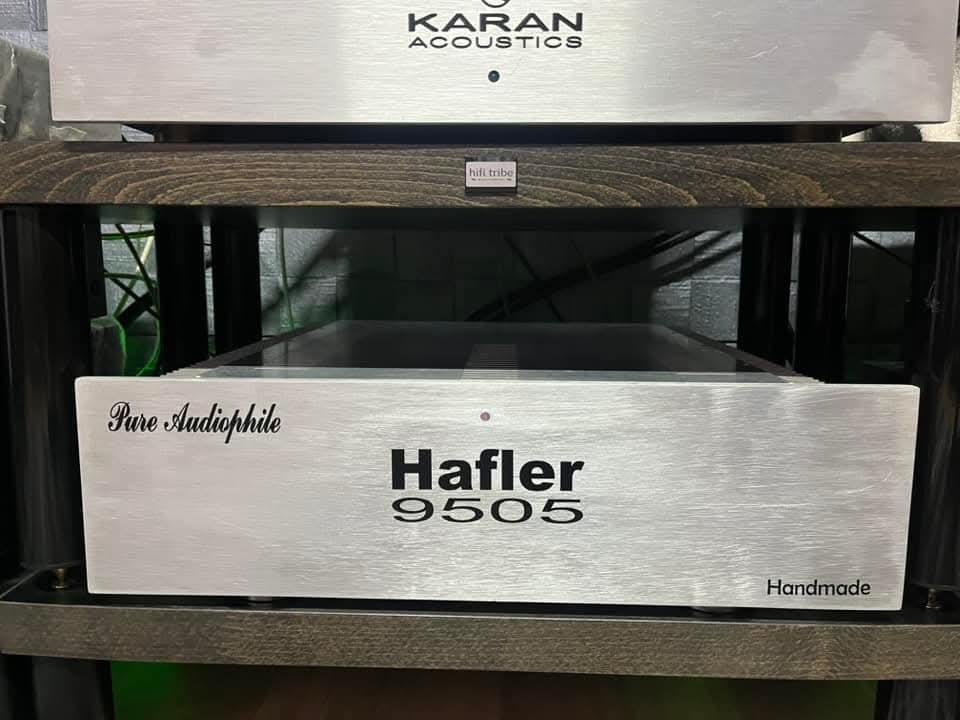 KARAN
ACOUSTICS
hifi tribe
Pure Audiophile
Hafler
9505
Handmade